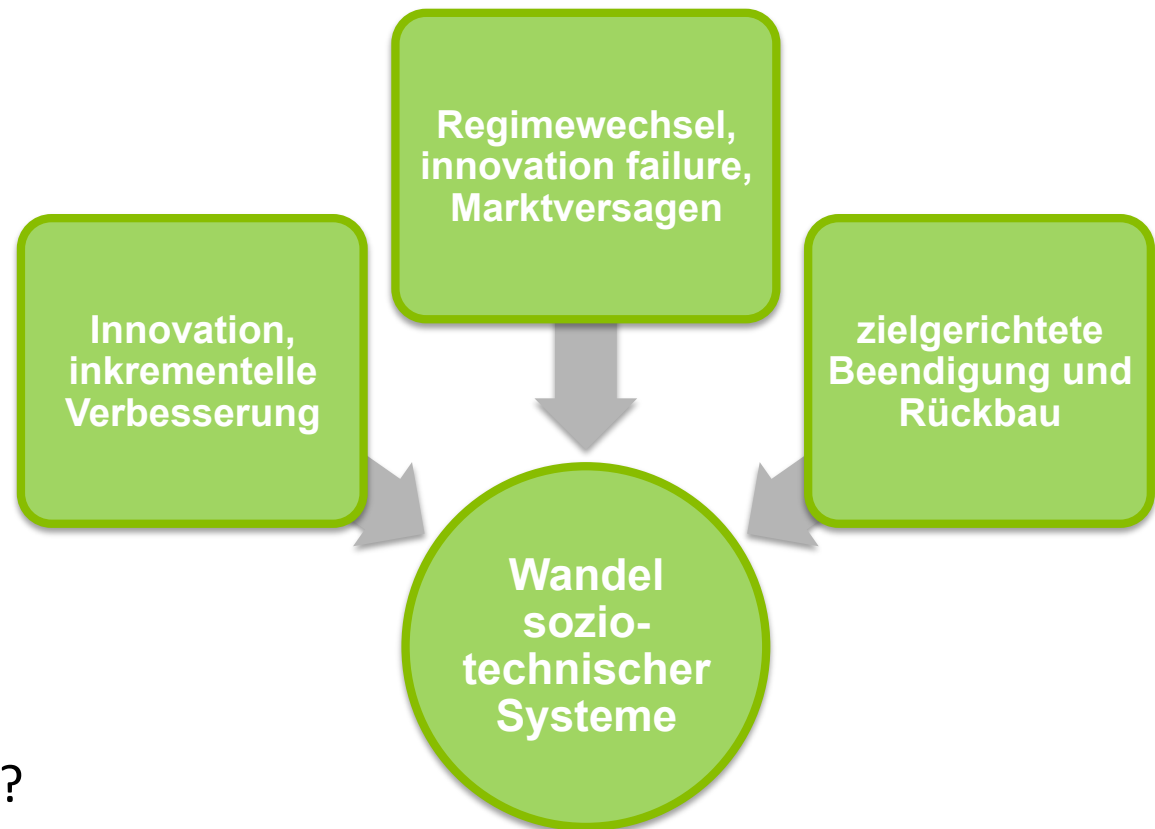 Regimewechsel,
innovation failure,
Marktversagen
Innovation,
inkrementelle
Verbesserung
zielgerichtete
Beendigung und
Rückbau
Wandel
sozio-
technischer
Systeme
?